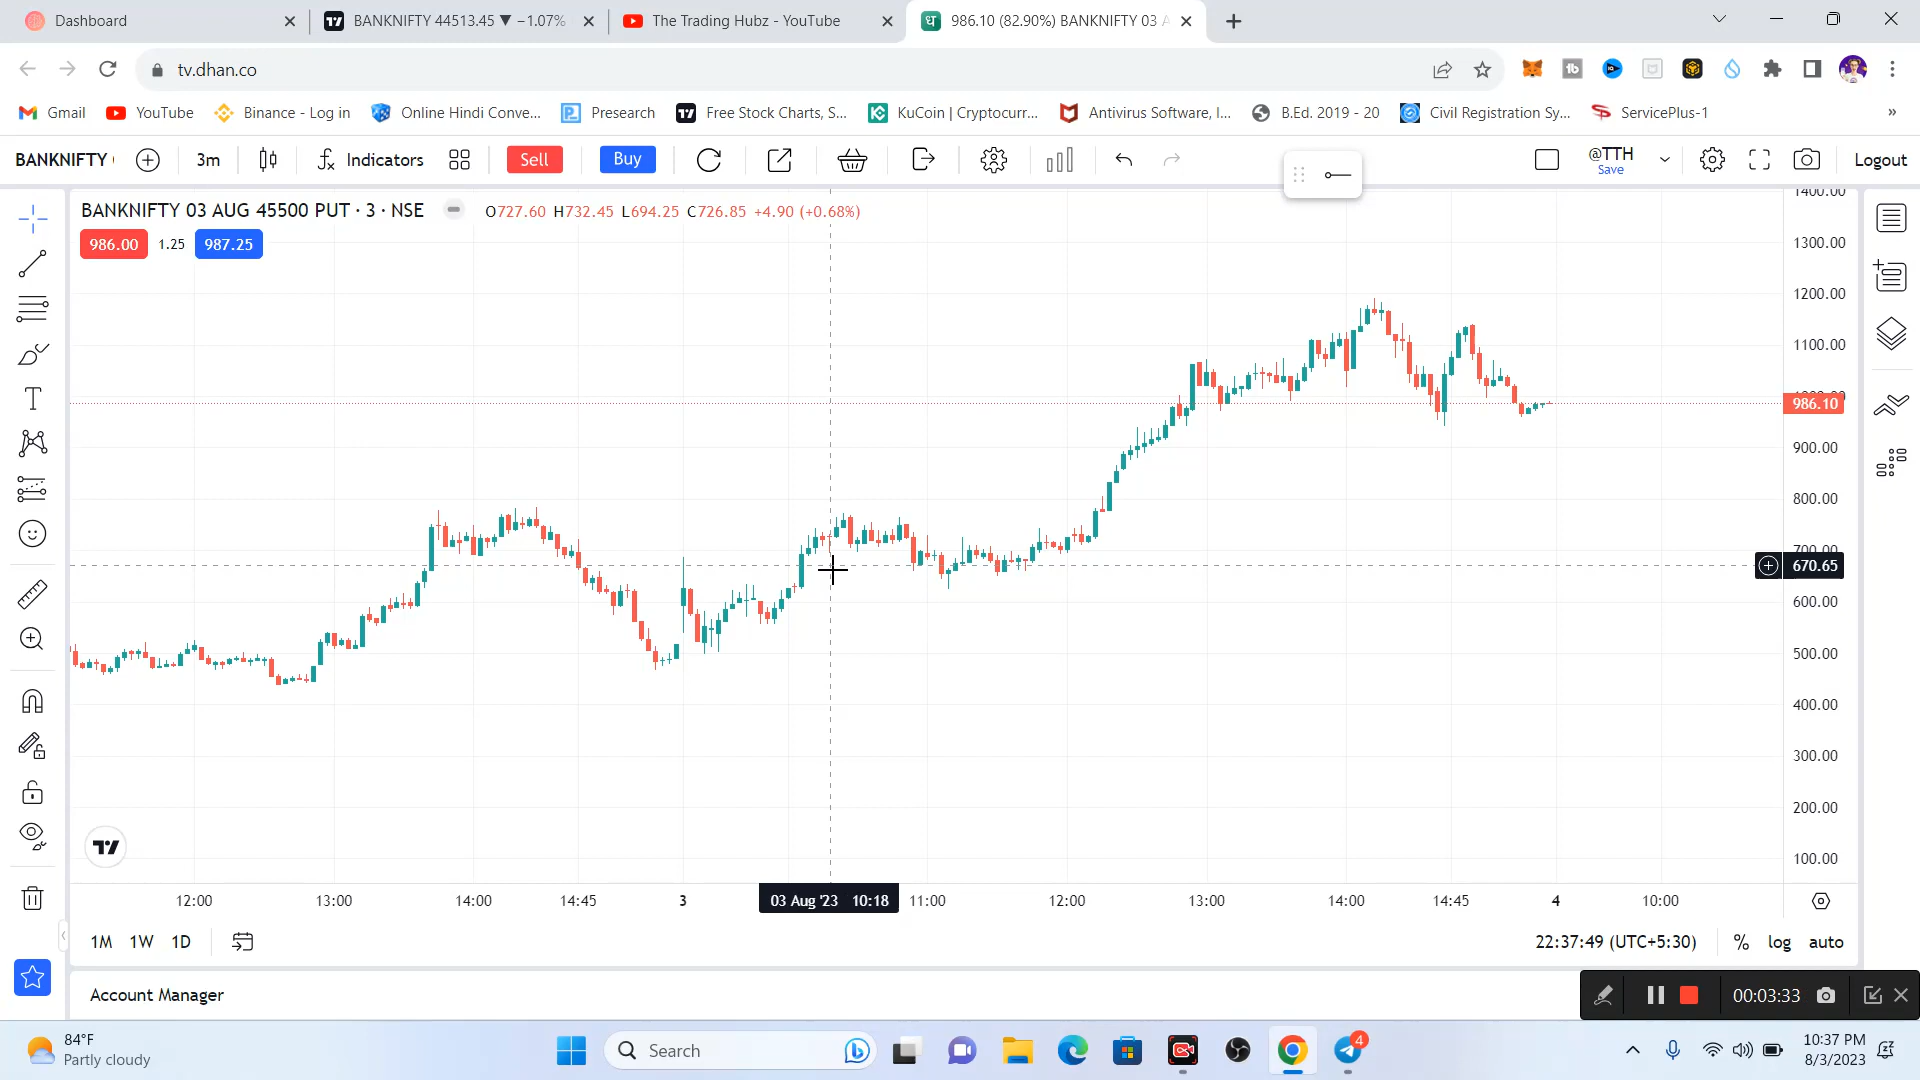 Dashboard
BANKNIFTY 44513.45 ▼ −1.07%
The Trading Hubz - YouTube
986.10 (82.90%) BANKNIFTY 03 A
tv.dhan.co
Gmail
YouTube
Binance - Log in
Online Hindi Conve...
Presearch
Free Stock Charts, S...
KuCoin | Cryptocurr...
Antivirus Software, I...
B.Ed. 2019 - 20
Civil Registration Sy...
ServicePlus-1
»
BANKNIFTY
3m
Indicators
Sell
Buy
@TTH
Save
Logout
BANKNIFTY 03 AUG 45500 PUT · 3 · NSE
O727.60 H732.45 L694.25 C726.85 +4.90 (+0.68%)
986.00 1.25 987.25
1400.00
1300.00
1200.00
1100.00
986.10
900.00
800.00
700.00
670.65
600.00
500.00
400.00
300.00
200.00
100.00
12:00 13:00 14:00 14:45 3 03 Aug '23 10:18 11:00 12:00 13:00 14:00 14:45 4 10:00
1M 1W 1D
22:37:49 (UTC+5:30) % log auto
Account Manager
00:03:33
84°F
Partly cloudy
Search
4
10:37 PM
8/3/2023